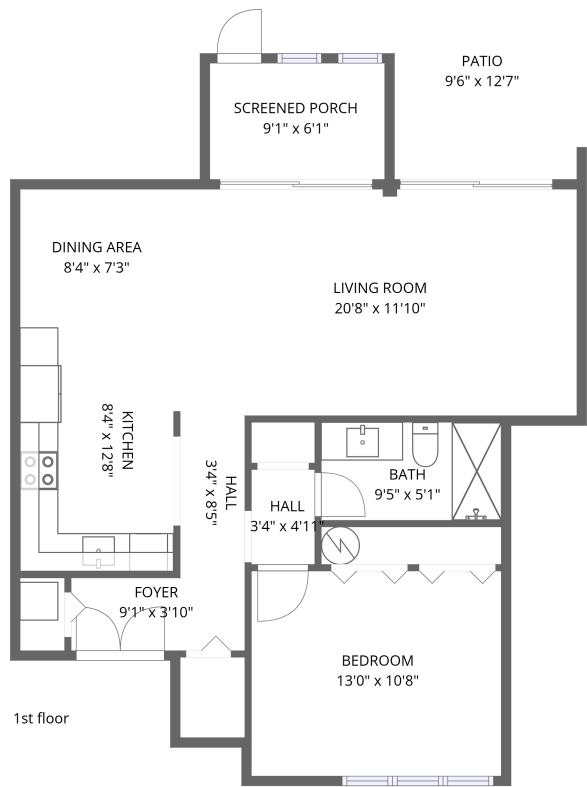 PATIO
9'6" x 12'7"
SCREENED PORCH
9'1" x 6'1"
DINING AREA
8'4" x 7'3"
LIVING ROOM
20'8" x 11'10"
KITCHEN
8'4" x 12'8"
HALL
3'4" x 8'5"
BATH
9'5" x 5'1"
HALL
3'4" x 4'11"
FOYER
9'1" x 3'10"
BEDROOM
13'0" x 10'8"
1st floor